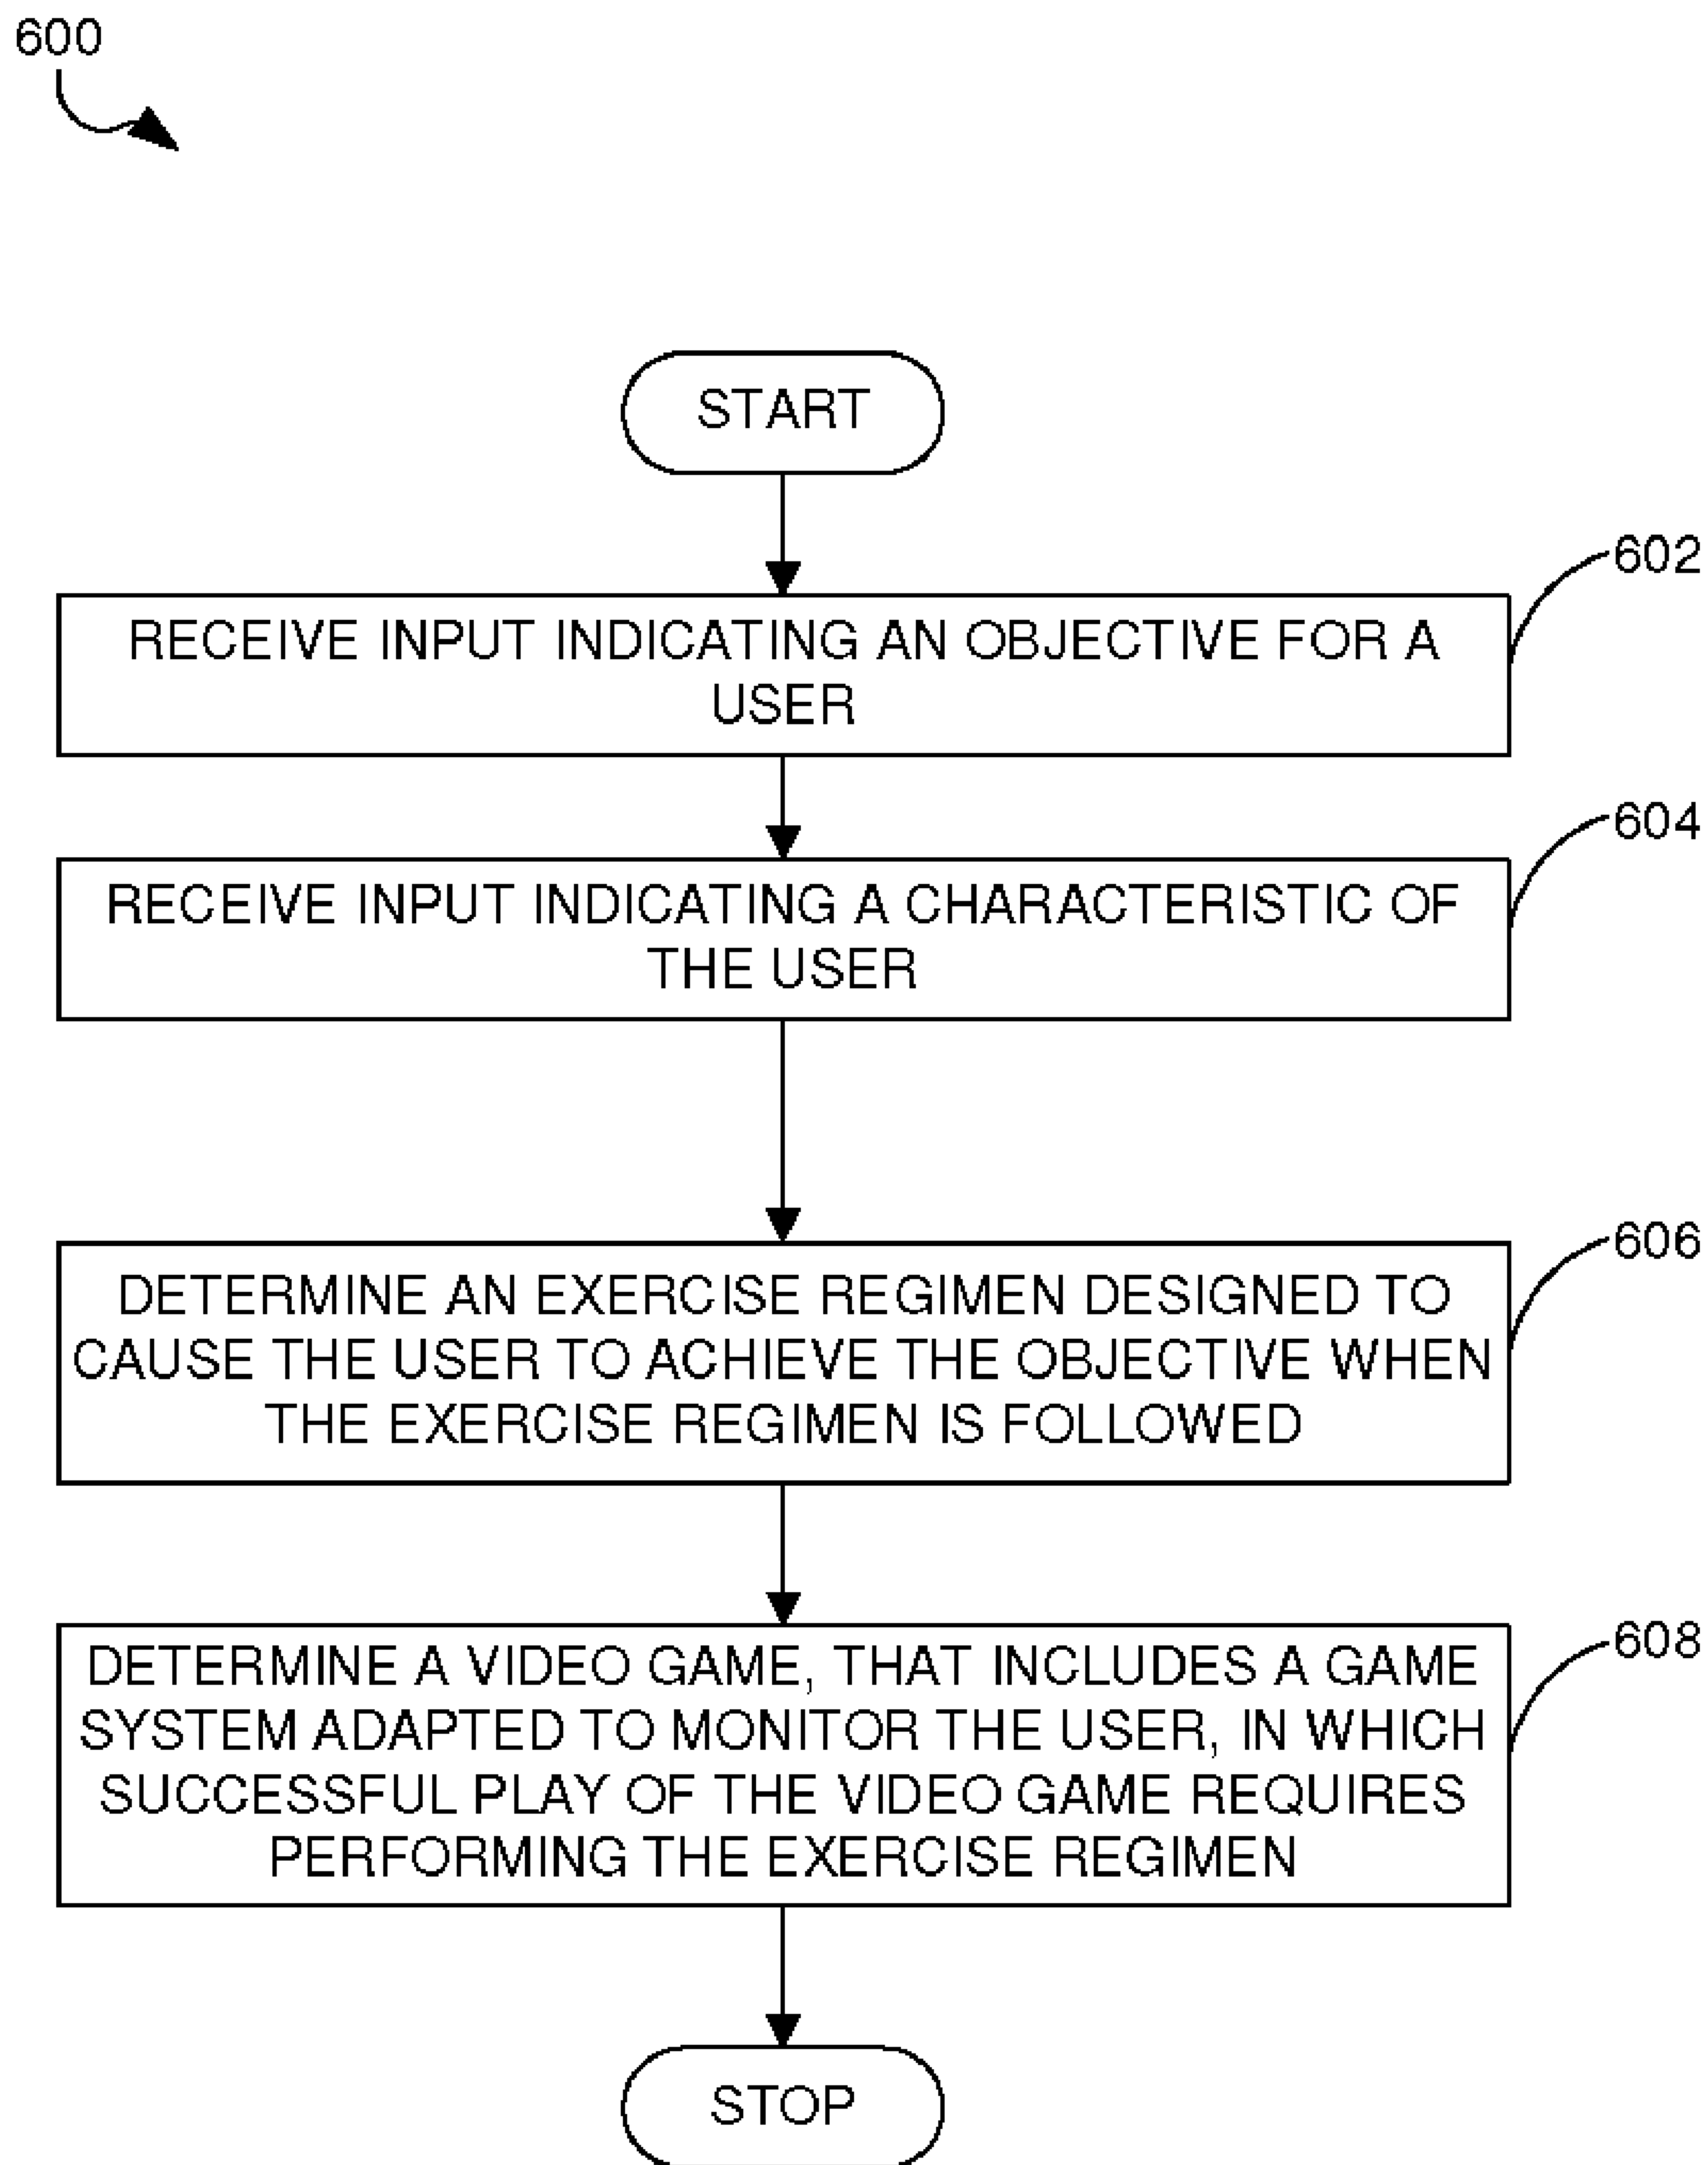 600
START
602
RECEIVE INPUT INDICATING AN OBJECTIVE FOR A
USER
604
RECEIVE INPUT INDICATING A CHARACTERISTIC OF
THE USER
606
DETERMINE AN EXERCISE REGIMEN DESIGNED TO
CAUSE THE USER TO ACHIEVE THE OBJECTIVE WHEN
THE EXERCISE REGIMEN IS FOLLOWED
608
DETERMINE A VIDEO GAME, THAT INCLUDES A GAME
SYSTEM ADAPTED TO MONITOR THE USER, IN WHICH
SUCCESSFUL PLAY OF THE VIDEO GAME REQUIRES
PERFORMING THE EXERCISE REGIMEN
STOP